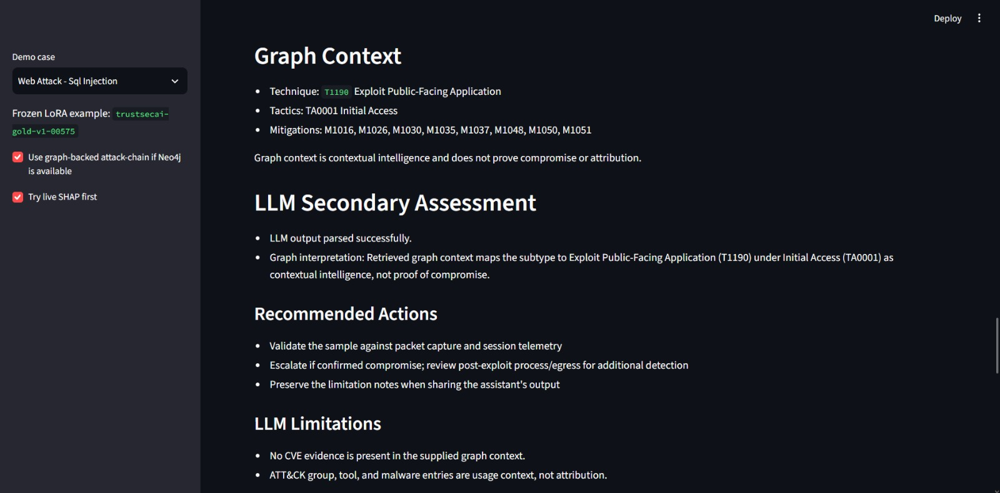 Deploy
Demo case
Web Attack - Sql Injection
Frozen LoRA example: trustsecai-
gold-v1-00575
Use graph-backed attack-chain if Neo4j
is available
Try live SHAP first
Graph Context
Technique: T1190 Exploit Public-Facing Application
Tactics: TA0001 Initial Access
Mitigations: M1016, M1026, M1030, M1035, M1037, M1048, M1050, M1051
Graph context is contextual intelligence and does not prove compromise or attribution.
LLM Secondary Assessment
LLM output parsed successfully.
Graph interpretation: Retrieved graph context maps the subtype to Exploit Public-Facing Application (T1190) under Initial Access (TA0001) as
contextual intelligence, not proof of compromise.
Recommended Actions
Validate the sample against packet capture and session telemetry
Escalate if confirmed compromise; review post-exploit process/egress for additional detection
Preserve the limitation notes when sharing the assistant's output
LLM Limitations
No CVE evidence is present in the supplied graph context.
ATT&CK group, tool, and malware entries are usage context, not attribution.